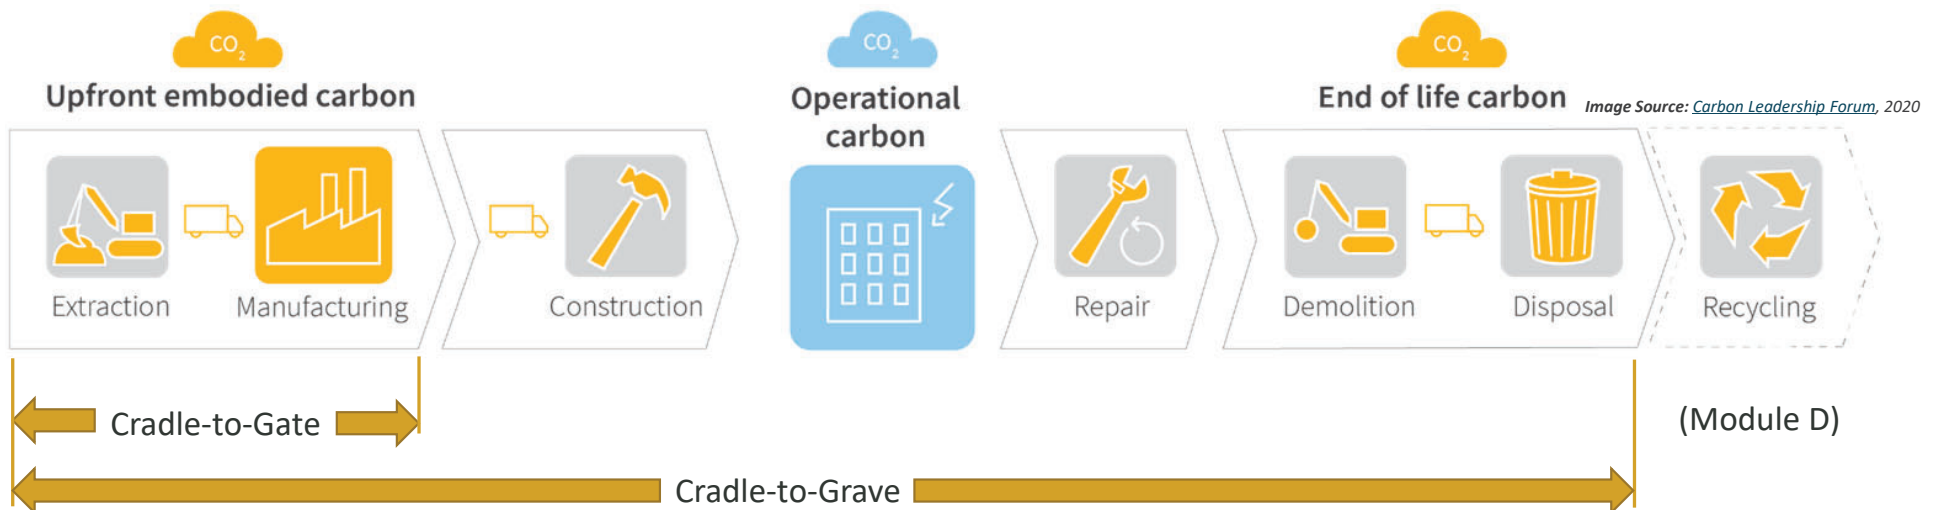 CO2
Upfront embodied carbon
CO2
Operational
carbon
CO2
End of life carbon
Image Source: Carbon Leadership Forum, 2020
Extraction
Manufacturing
Construction
Repair
Demolition
Disposal
Recycling
Cradle-to-Gate
(Module D)
Cradle-to-Grave